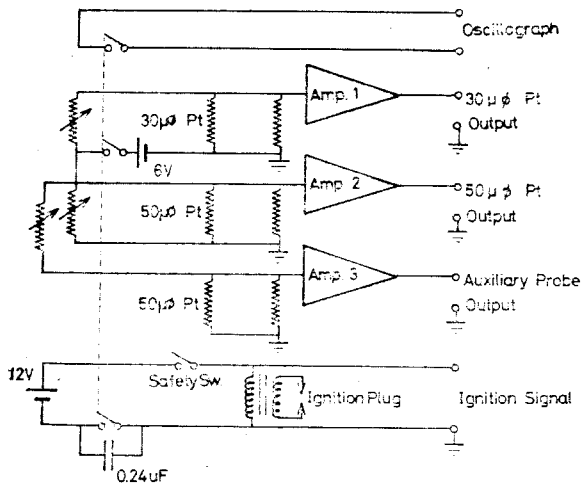 Oscillograph
Amp. 1
30μφ Pt
30μφ Pt
Output
6V
Amp. 2
50μφ Pt
50μφ Pt
Output
Amp. 3
50μφ Pt
Auxiliary Probe
Output
12V
Safely Sw
Ignition Plug
Ignition Signal
0.24uF